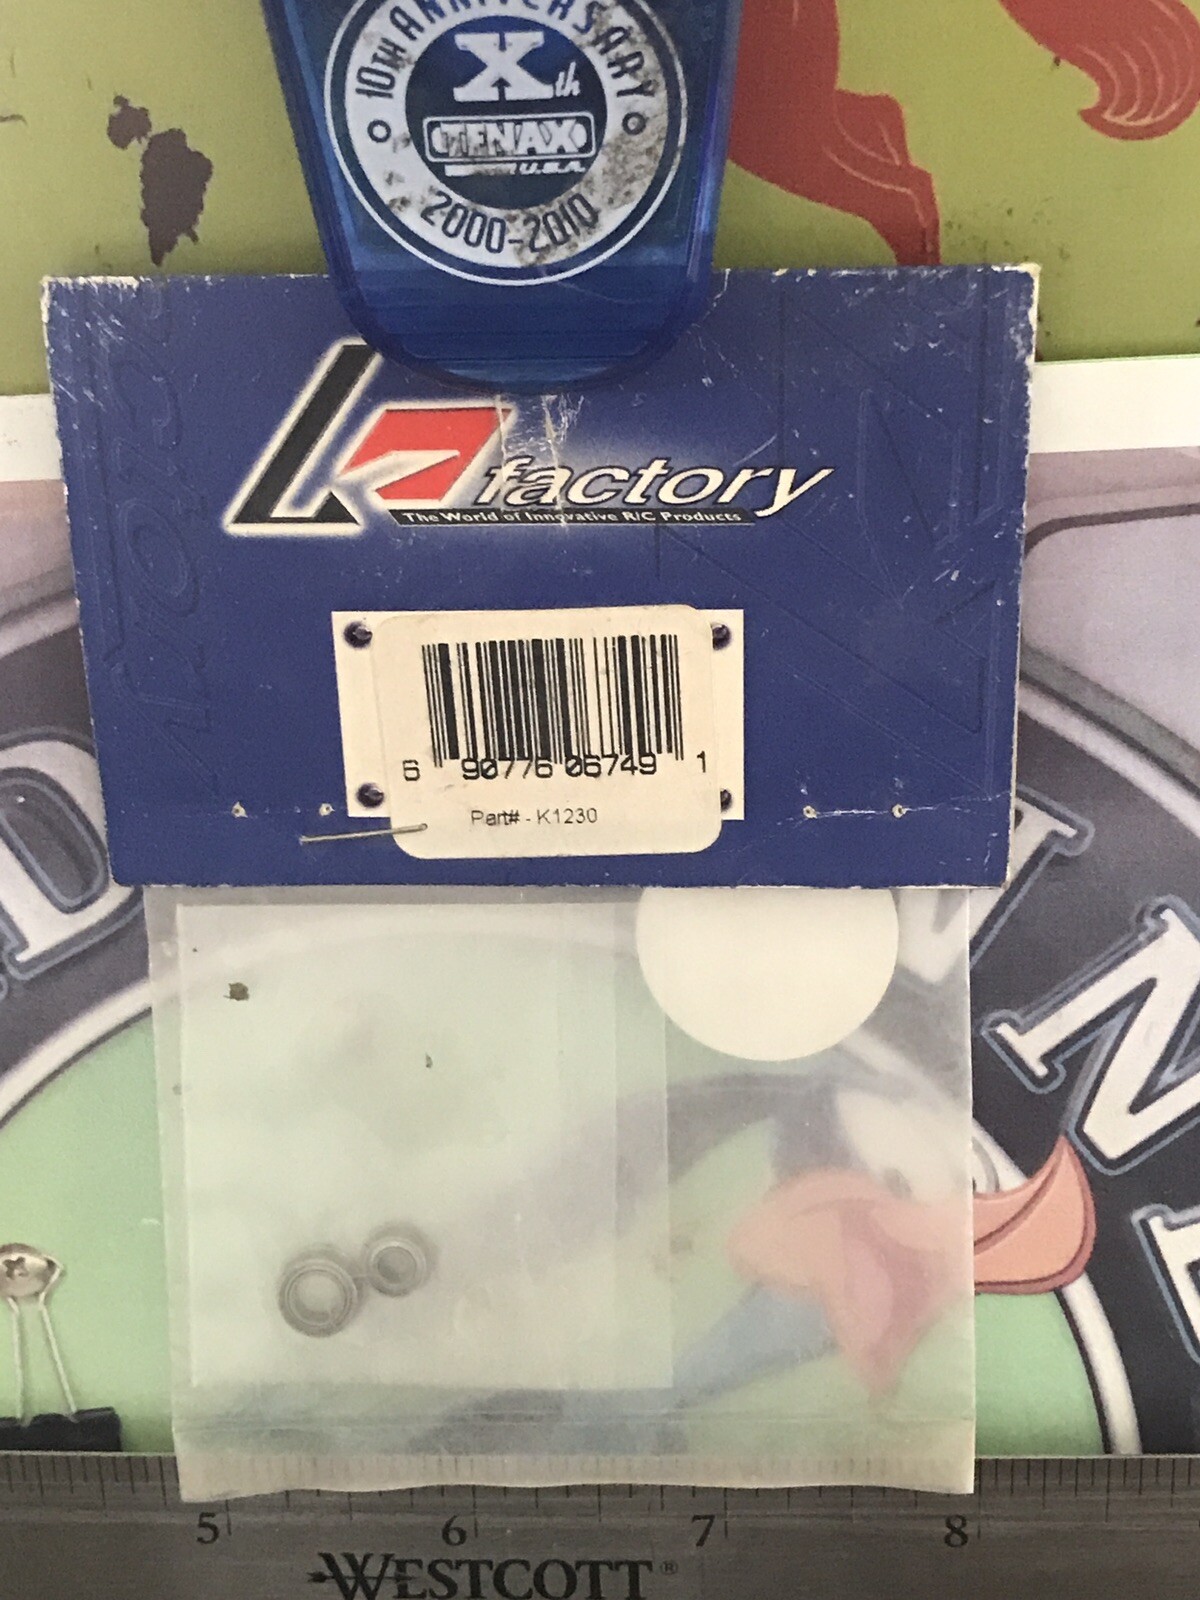 10TH ANNIVERSARY
Xth
TENAX
U.S.A.
2000-2010
K factory
The World of Innovative R/C Products
6 90776 06749 1
Part# - K1230
5 6 7 8
WESTCOTT®